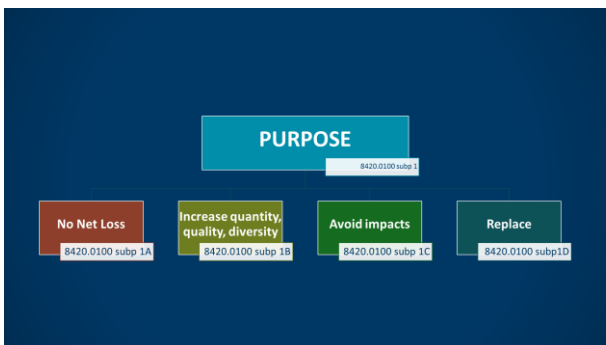 PURPOSE
8420.0100 subp 1
No Net Loss
8420.0100 subp 1A
Increase quantity,
quality, diversity
8420.0100 subp 1B
Avoid impacts
8420.0100 subp 1C
Replace
8420.0100 subp1D